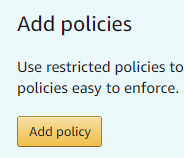 Add policies
Use restricted policies to
policies easy to enforce.
Add policy